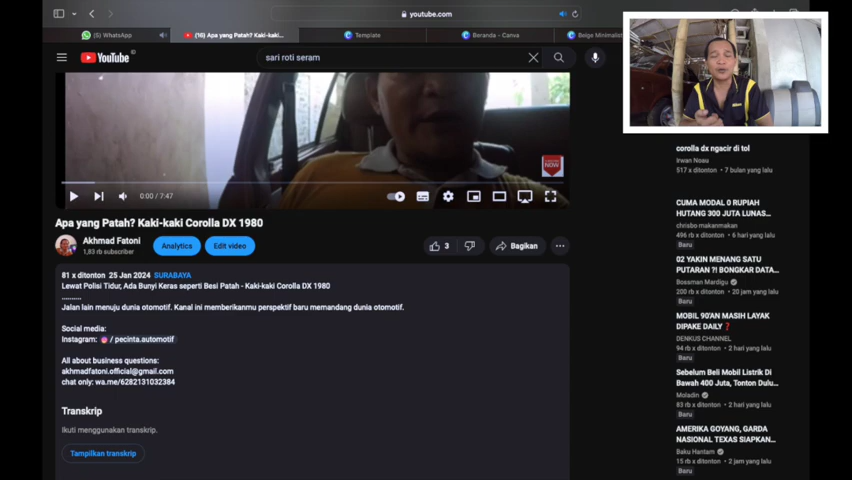 youtube.com
(5) WhatsApp
(16) Apa yang Patah? Kaki-kaki...
Template
Beranda - Canva
Beige Minimalist
YouTube ID
sari roti seram
NOW
0:00 / 7:47
Apa yang Patah? Kaki-kaki Corolla DX 1980
Akhmad Fatoni
1,83 rb subscriber
Analytics
Edit video
3
Bagikan
81 x ditonton 25 Jan 2024 SURABAYA
Lewat Polisi Tidur, Ada Bunyi Keras seperti Besi Patah - Kaki-kaki Corolla DX 1980
..........
Jalan lain menuju dunia otomotif. Kanal ini memberikanmu perspektif baru memandang dunia otomotif.
Social media:
Instagram: / pecinta.automotif
All about business questions:
akhmadfatoni.official@gmail.com
chat only: wa.me/6282131032384
Transkrip
Ikuti menggunakan transkrip.
Tampilkan transkrip
corolla dx ngacir di tol
Irwan Noau
517 x ditonton • 7 bulan yang lalu
CUMA MODAL 0 RUPIAH
HUTANG 300 JUTA LUNAS...
chrisbo makanmakan
496 rb x ditonton • 6 hari yang lalu
Baru
02 YAKIN MENANG SATU
PUTARAN ?! BONGKAR DATA...
Bossman Mardigu
67 rb x ditonton • 20 jam yang lalu
Baru
MOBIL 90'AN MASIH LAYAK
DIPAKE DAILY ❓
DENKUS CHANNEL
94 rb x ditonton • 2 hari yang lalu
Baru
Sebelum Beli Mobil Listrik Di
Bawah 400 Juta, Tonton Dulu...
Moladin
83 rb x ditonton • 2 hari yang lalu
Baru
AMERIKA GOYANG, GARDA
NASIONAL TEXAS SIAPKAN...
Baku Hantam
15 rb x ditonton • 2 jam yang lalu
Baru